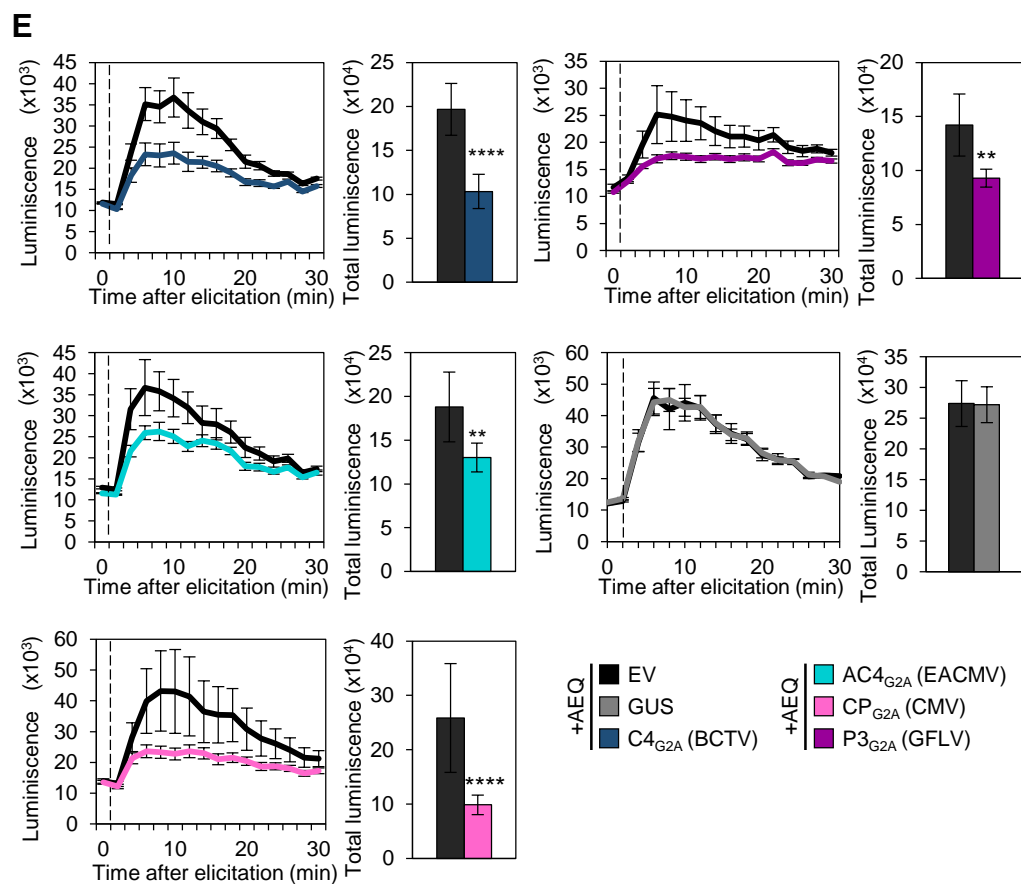 E
Luminiscence (x10³)
45
40
35
30
25
20
15
10
5
0
0 10 20 30
Time after elicitation (min)
Total luminiscence (x10⁴)
25
20
15
10
5
0
****
Luminiscence (x10³)
35
30
25
20
15
10
5
0
0 10 20 30
Time after elicitation (min)
Total luminiscence (x10⁴)
20
15
10
5
0
**
Luminiscence (x10³)
45
40
35
30
25
20
15
10
5
0
0 10 20 30
Time after elicitation (min)
Total luminiscence (x10⁴)
25
20
15
10
5
0
**
Luminiscence (x10³)
60
50
40
30
20
10
0
0 10 20 30
Time after elicitation (min)
Total Luminiscence (x10⁴)
35
30
25
20
15
10
5
0
Luminiscence (x10³)
60
50
40
30
20
10
0
0 10 20 30
Time after elicitation (min)
Total luminiscence (x10⁴)
40
30
20
10
0
****
+AEQ
EV
GUS
C4G2A (BCTV)
+AEQ
AC4G2A (EACMV)
CPG2A (CMV)
P3G2A (GFLV)